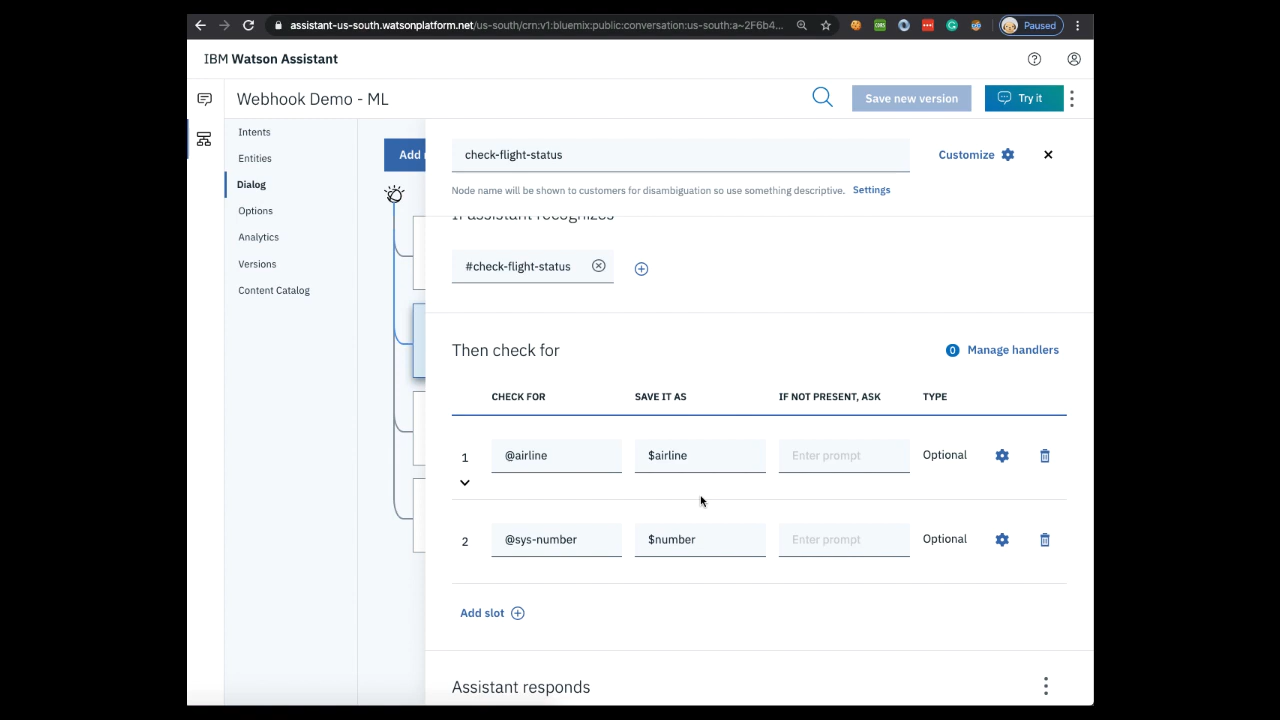 assistant-us-south.watsonplatform.net/us-south/crn:v1:bluemix:public:conversation:us-south:a~2F6b4...
Paused
IBM Watson Assistant
Webhook Demo - ML
Save new version
Try it
Intents
Entities
Dialog
Options
Analytics
Versions
Content Catalog
Add
check-flight-status
Customize
Node name will be shown to customers for disambiguation so use something descriptive. Settings
If assistant recognizes
#check-flight-status
Then check for
0 Manage handlers
CHECK FOR SAVE IT AS IF NOT PRESENT, ASK TYPE
1 @airline $airline Enter prompt Optional
2 @sys-number $number Enter prompt Optional
Add slot
Assistant responds